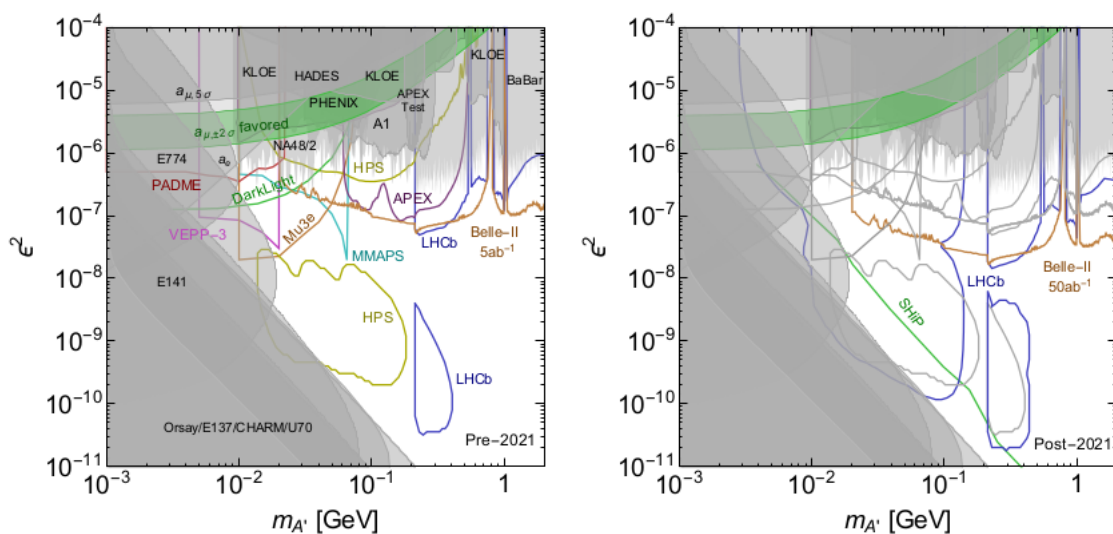 10⁻⁴
10⁻⁵
10⁻⁶
10⁻⁷
10⁻⁸
10⁻⁹
10⁻¹⁰
10⁻¹¹
ϵ²
KLOE
HADES
KLOE
KLOE
BaBar
aμ,5σ
PHENIX
APEX
Test
A1
aμ,±2σ favored
NA48/2
E774
ae
HPS
PADME
DarkLight
APEX
VEPP−3
Mu3e
MMAPS
LHCb
Belle−II
5ab⁻¹
E141
HPS
LHCb
Orsay/E137/CHARM/U70
Pre−2021
10⁻³
10⁻²
10⁻¹
1
mA' [GeV]
10⁻⁴
10⁻⁵
10⁻⁶
10⁻⁷
10⁻⁸
10⁻⁹
10⁻¹⁰
10⁻¹¹
ϵ²
LHCb
Belle−II
50ab⁻¹
SHiP
Post−2021
10⁻³
10⁻²
10⁻¹
1
mA' [GeV]